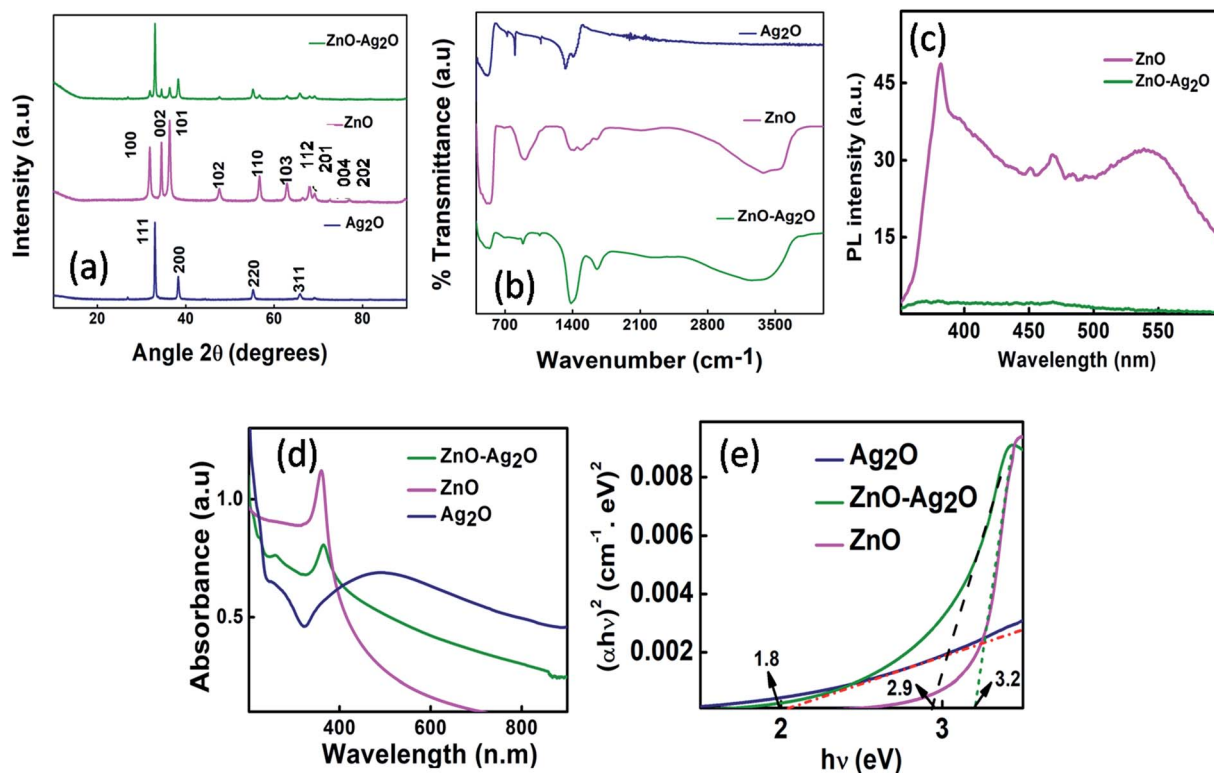 (a)
Intensity (a.u)
ZnO-Ag2O
ZnO
Ag2O
100
002
101
102
110
103
112
201
004
202
111
200
220
311
20 40 60 80
Angle 2θ (degrees)
(b)
% Transmittance (a.u)
Ag2O
ZnO
ZnO-Ag2O
700 1400 2100 2800 3500
Wavenumber (cm-1)
(c)
PL intensity (a.u.)
ZnO
ZnO-Ag2O
45
30
15
400 450 500 550
Wavelength (nm)
(d)
Absorbance (a.u)
ZnO-Ag2O
ZnO
Ag2O
1.0
0.5
400 600 800
Wavelength (n.m)
(e)
(αhν)² (cm⁻¹. eV)²
Ag2O
ZnO-Ag2O
ZnO
0.008
0.006
0.004
0.002
1.8
2.9
3.2
2 3
hν (eV)